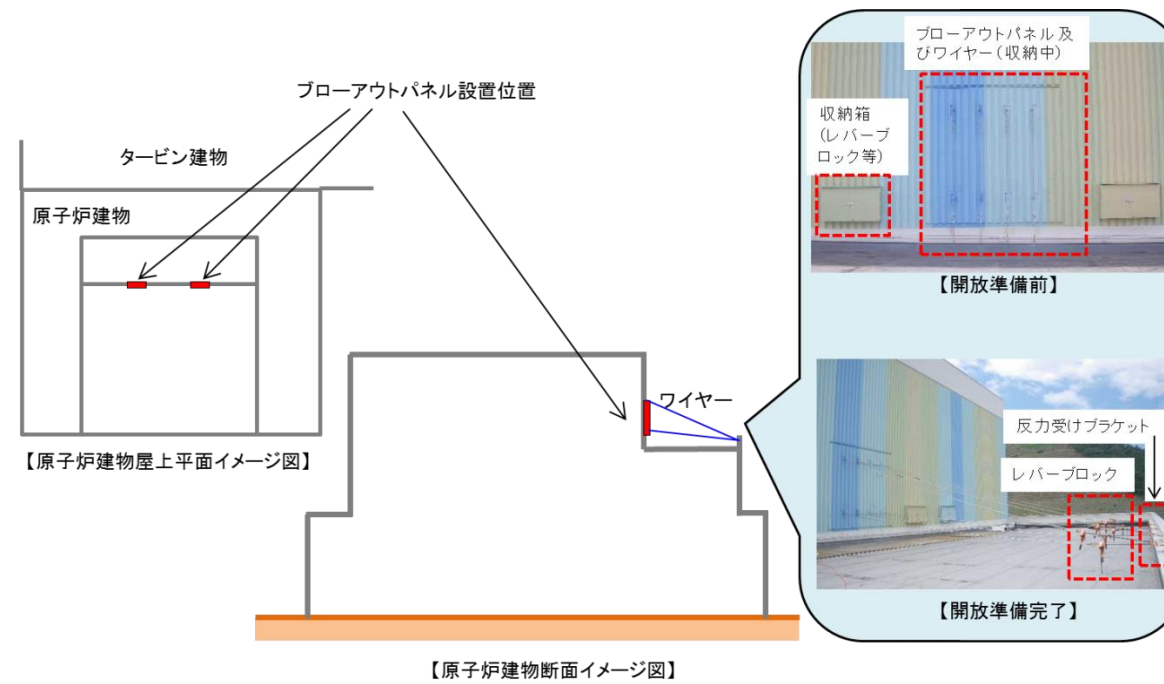 ブローアウトパネル設置位置
タービン建物
原子炉建物
【原子炉建物屋上平面イメージ図】
ワイヤー
【原子炉建物断面イメージ図】
ブローアウトパネル及
びワイヤー(収納中)
収納箱
(レバーブ
ロック等)
【開放準備前】
反力受けブラケット
レバーブロック
【開放準備完了】